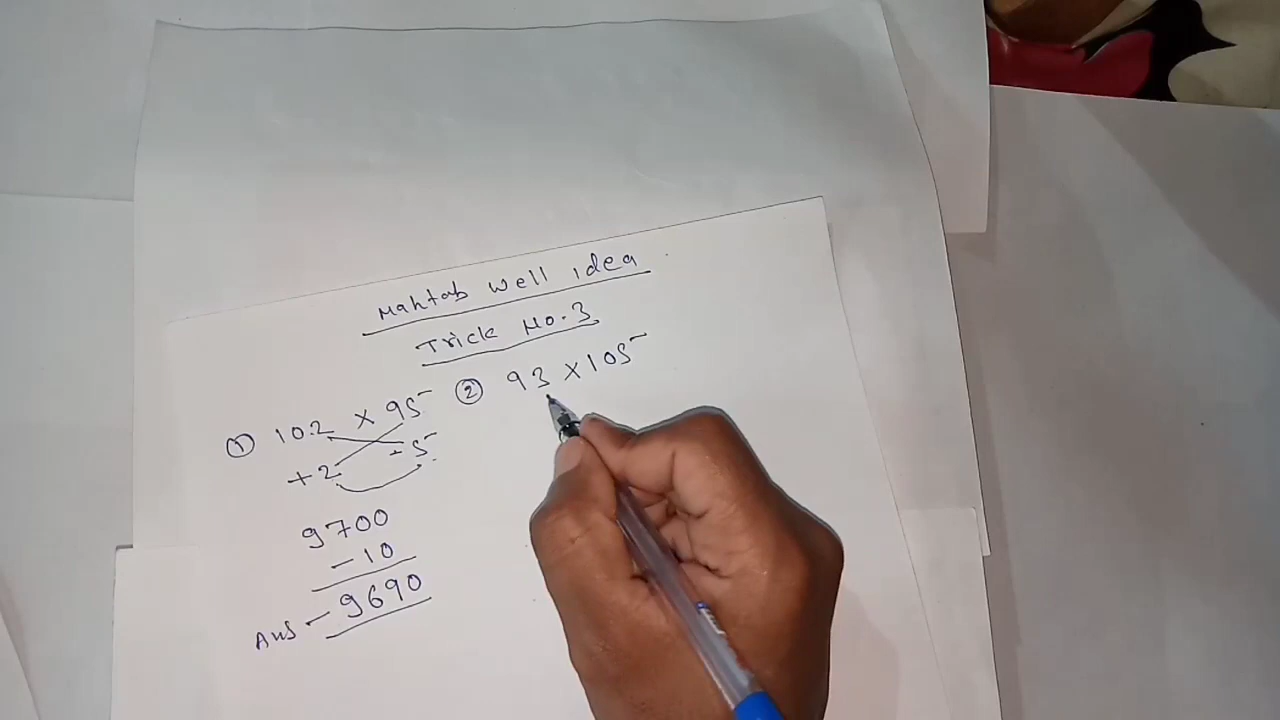 Mahtab Well idea
Trick No.3
① 102 × 95
+2 -5
9700
-10
Ans - 9690
② 93 × 105